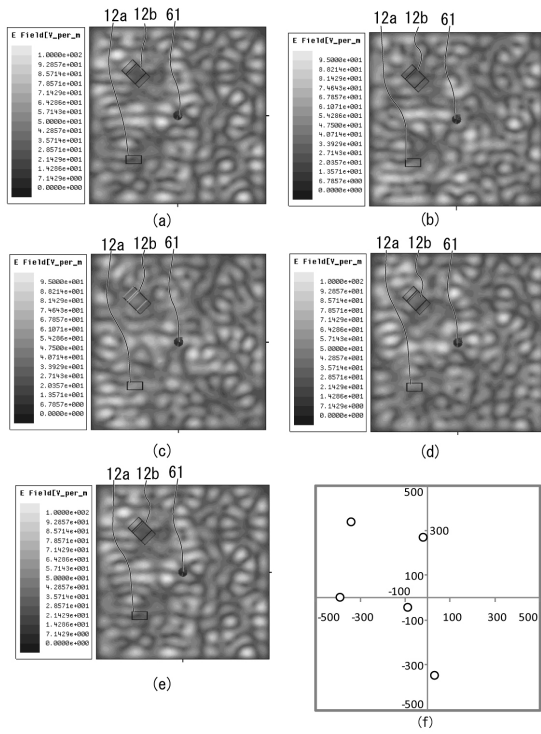 12a 12b 61
E Field[V_per_m
1.0000e+002
9.2857e+001
8.5714e+001
7.8571e+001
7.1429e+001
6.4286e+001
5.7143e+001
5.0000e+001
4.2857e+001
3.5714e+001
2.8571e+001
2.1429e+001
1.4286e+001
7.1429e+000
0.0000e+000
(a)
12a 12b 61
E Field[V_per_m
9.5000e+001
8.8214e+001
8.1429e+001
7.4643e+001
6.7857e+001
6.1071e+001
5.4286e+001
4.7500e+001
4.0714e+001
3.3929e+001
2.7143e+001
2.0357e+001
1.3571e+001
6.7857e+000
0.0000e+000
(b)
12a 12b 61
E Field[V_per_m
9.5000e+001
8.8214e+001
8.1429e+001
7.4643e+001
6.7857e+001
6.1071e+001
5.4286e+001
4.7500e+001
4.0714e+001
3.3929e+001
2.7143e+001
2.0357e+001
1.3571e+001
6.7857e+000
0.0000e+000
(c)
12a 12b 61
E Field[V_per_m
1.0000e+002
9.2857e+001
8.5714e+001
7.8571e+001
7.1429e+001
6.4286e+001
5.7143e+001
5.0000e+001
4.2857e+001
3.5714e+001
2.8571e+001
2.1429e+001
1.4286e+001
7.1429e+000
0.0000e+000
(d)
12a 12b 61
E Field[V_per_m
1.0000e+002
9.2857e+001
8.5714e+001
7.8571e+001
7.1429e+001
6.4286e+001
5.7143e+001
5.0000e+001
4.2857e+001
3.5714e+001
2.8571e+001
2.1429e+001
1.4286e+001
7.1429e+000
0.0000e+000
(e)
500
300
100
-100
-500 -300 -100 100 300 500
-300
-500
(f)